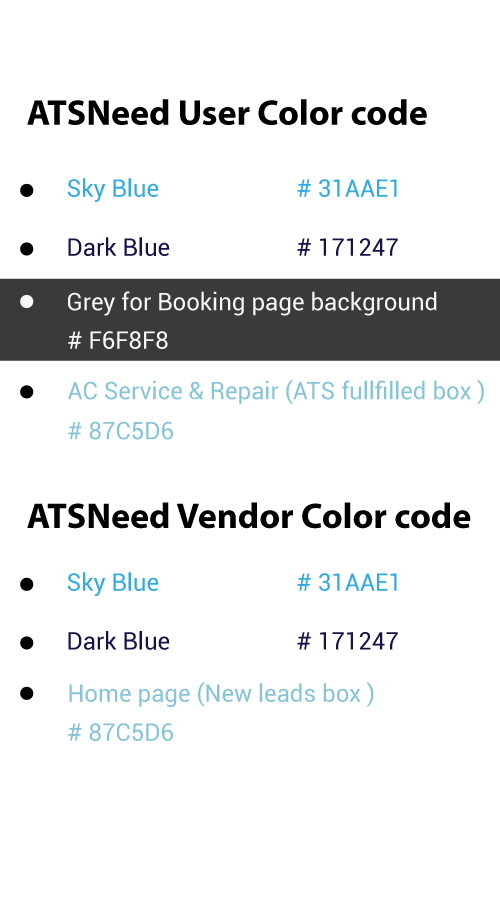 ATSNeed User Color code
● Sky Blue # 31AAE1
● Dark Blue # 171247
● Grey for Booking page background
# F6F8F8
● AC Service & Repair (ATS fullfilled box )
# 87C5D6
ATSNeed Vendor Color code
● Sky Blue # 31AAE1
● Dark Blue # 171247
● Home page (New leads box )
# 87C5D6